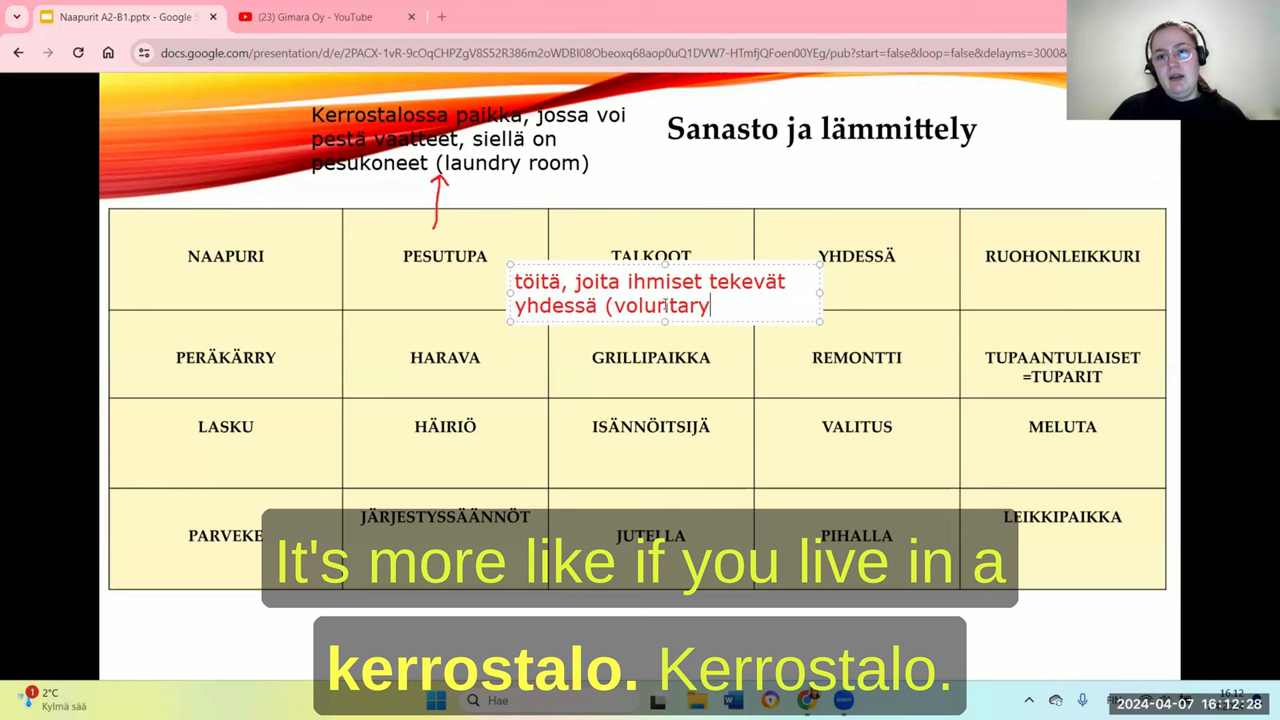 Naapurit A2-B1.pptx - Google S
(23) Gimara Oy - YouTube
docs.google.com/presentation/d/e/2PACX-1vR-9cOqCHPZgV8S52R386m2oWDBI08Obeoxq68aop0uQ1DVW7-HTmfjQFoen00YEg/pub?start=false&loop=false&delayms=3000&
Kerrostalossa paikka, jossa voi
pestä vaatteet, siellä on
pesukoneet (laundry room)
Sanasto ja lämmittely
NAAPURI PESUTUPA TALKOOT YHDESSÄ RUOHONLEIKKURI
töitä, joita ihmiset tekevät
yhdessä (voluntary
PERÄKÄRRY HARAVA GRILLIPAIKKA REMONTTI TUPAANTULIAISET
=TUPARIT
LASKU HÄIRIÖ ISÄNNÖITSIJÄ VALITUS MELUTA
PARVEKE JÄRJESTYSSÄÄNNÖT JUTELLA PIHALLA LEIKKIPAIKKA
It's more like if you live in a
kerrostalo. Kerrostalo.
1
2°C
Kylmä sää
Hae
16.12
2024-04-07 16:12:28